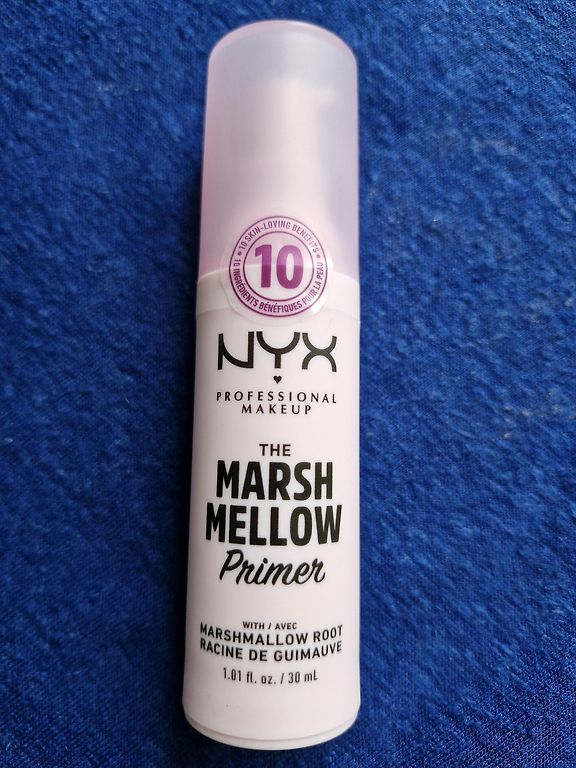 • 10 SKIN-LOVING BENEFITS •
10
10 INGRÉDIENTS BÉNÉFIQUES POUR LA PEAU
NYX
PROFESSIONAL
MAKEUP
THE
MARSH
MELLOW
Primer
WITH / AVEC
MARSHMALLOW ROOT
RACINE DE GUIMAUVE
1.01 fl. oz. / 30 mL